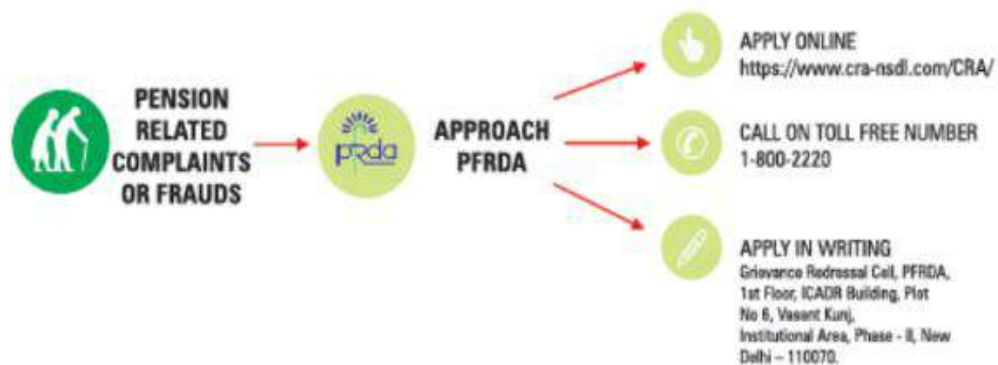 PENSION
RELATED
COMPLAINTS
OR FRAUDS
pfrda
APPROACH
PFRDA
APPLY ONLINE
https://www.cra-nsdl.com/CRA/
CALL ON TOLL FREE NUMBER
1-800-2220
APPLY IN WRITING
Grievance Redressal Cell, PFRDA,
1st Floor, ICADR Building, Plot
No 6, Vasant Kunj,
Institutional Area, Phase - II, New
Delhi – 110070.